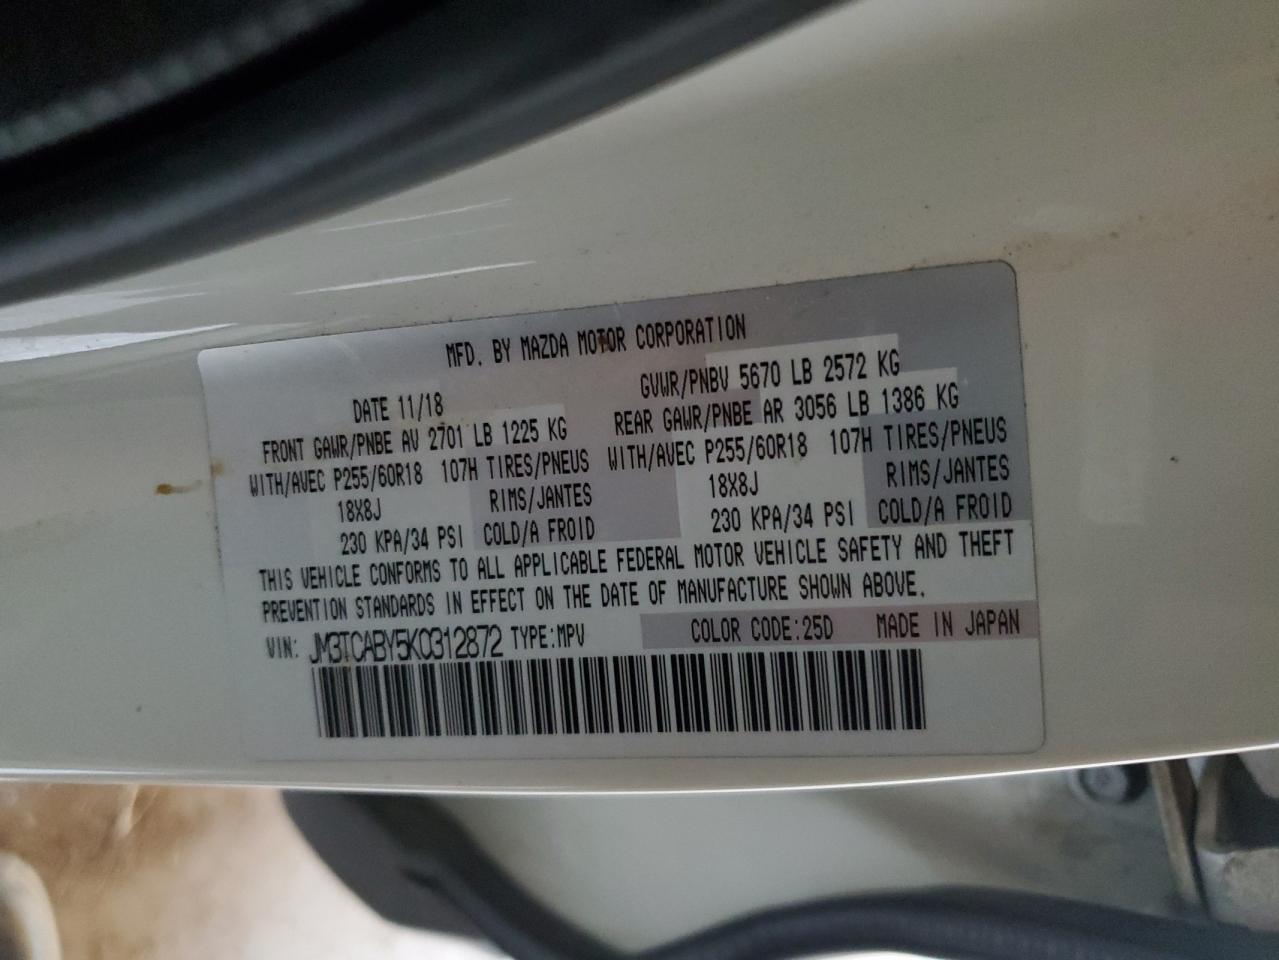 MFD. BY MAZDA MOTOR CORPORATION
DATE 11/18 GVWR/PNBV 5670 LB 2572 KG
FRONT GAWR/PNBE AV 2701 LB 1225 KG REAR GAWR/PNBE AR 3056 LB 1386 KG
WITH/AVEC P255/60R18 107H TIRES/PNEUS WITH/AVEC P255/60R18 107H TIRES/PNEUS
18X8J RIMS/JANTES 18X8J RIMS/JANTES
230 KPA/34 PSI COLD/A FROID 230 KPA/34 PSI COLD/A FROID
THIS VEHICLE CONFORMS TO ALL APPLICABLE FEDERAL MOTOR VEHICLE SAFETY AND THEFT
PREVENTION STANDARDS IN EFFECT ON THE DATE OF MANUFACTURE SHOWN ABOVE.
VIN: JM3TCABY5K0312872 TYPE:MPV COLOR CODE:25D MADE IN JAPAN